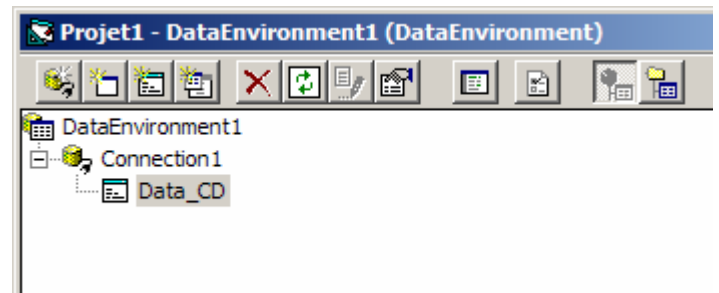 Projet1 - DataEnvironment1 (DataEnvironment)
DataEnvironment1
Connection1
Data_CD